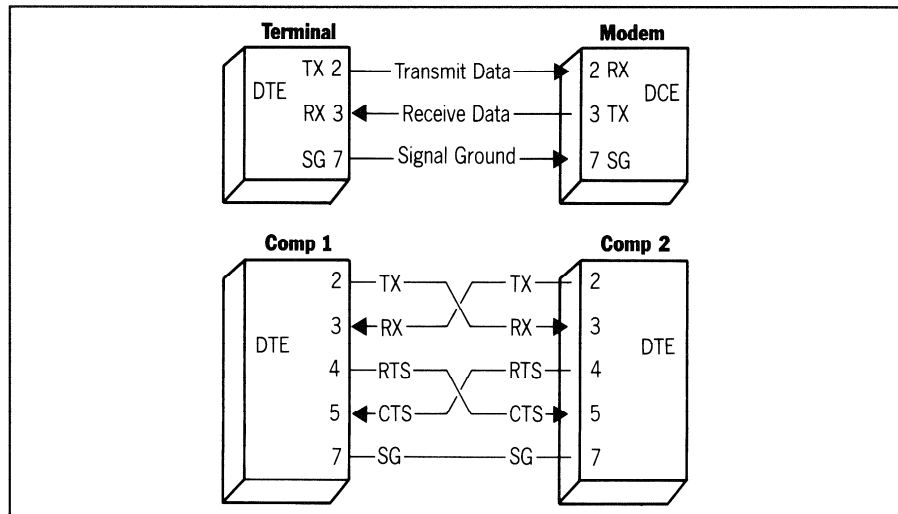 Terminal Modem
TX 2 Transmit Data 2 RX
DTE DCE
RX 3 Receive Data 3 TX
SG 7 Signal Ground 7 SG
Comp 1 Comp 2
2 TX TX 2
3 RX RX 3
DTE DTE
4 RTS RTS 4
5 CTS CTS 5
7 SG SG 7